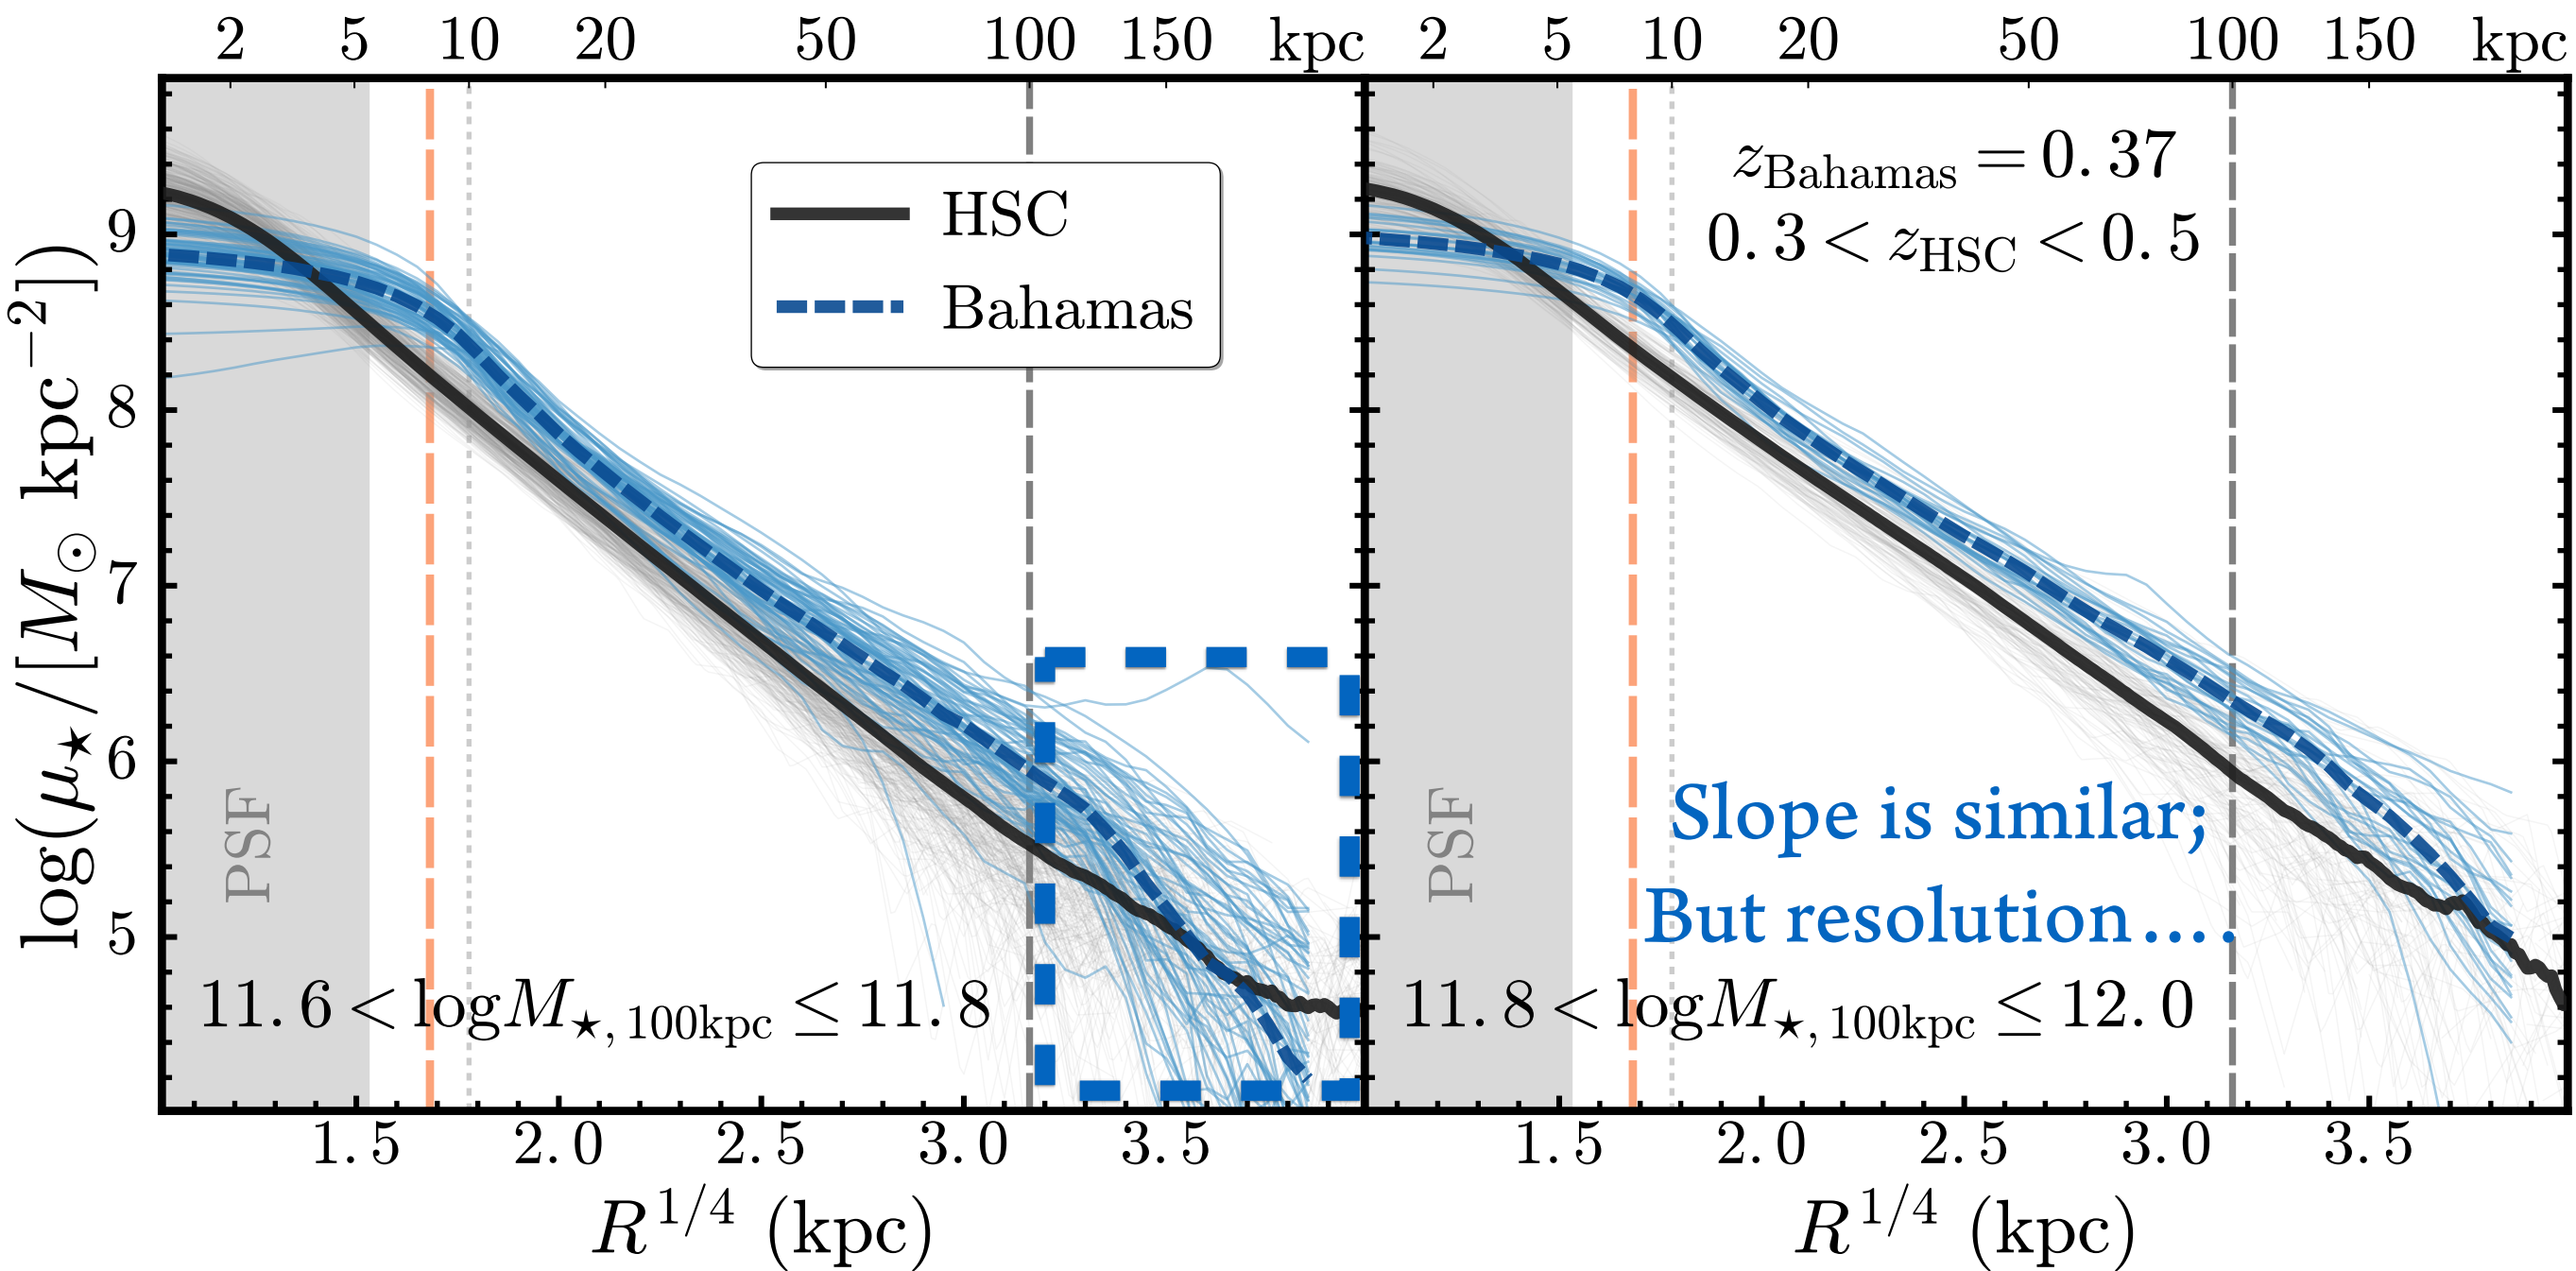 2 5 10 20 50 100 150 kpc
2 5 10 20 50 100 150 kpc
log(μ★/[M⊙ kpc⁻²])
9
8
7
6
5
HSC
Bahamas
PSF
11.6 < logM★,100kpc ≤ 11.8
1.5 2.0 2.5 3.0 3.5
R^1/4 (kpc)
z_Bahamas = 0.37
0.3 < z_HSC < 0.5
PSF
Slope is similar;
But resolution....
11.8 < logM★,100kpc ≤ 12.0
1.5 2.0 2.5 3.0 3.5
R^1/4 (kpc)